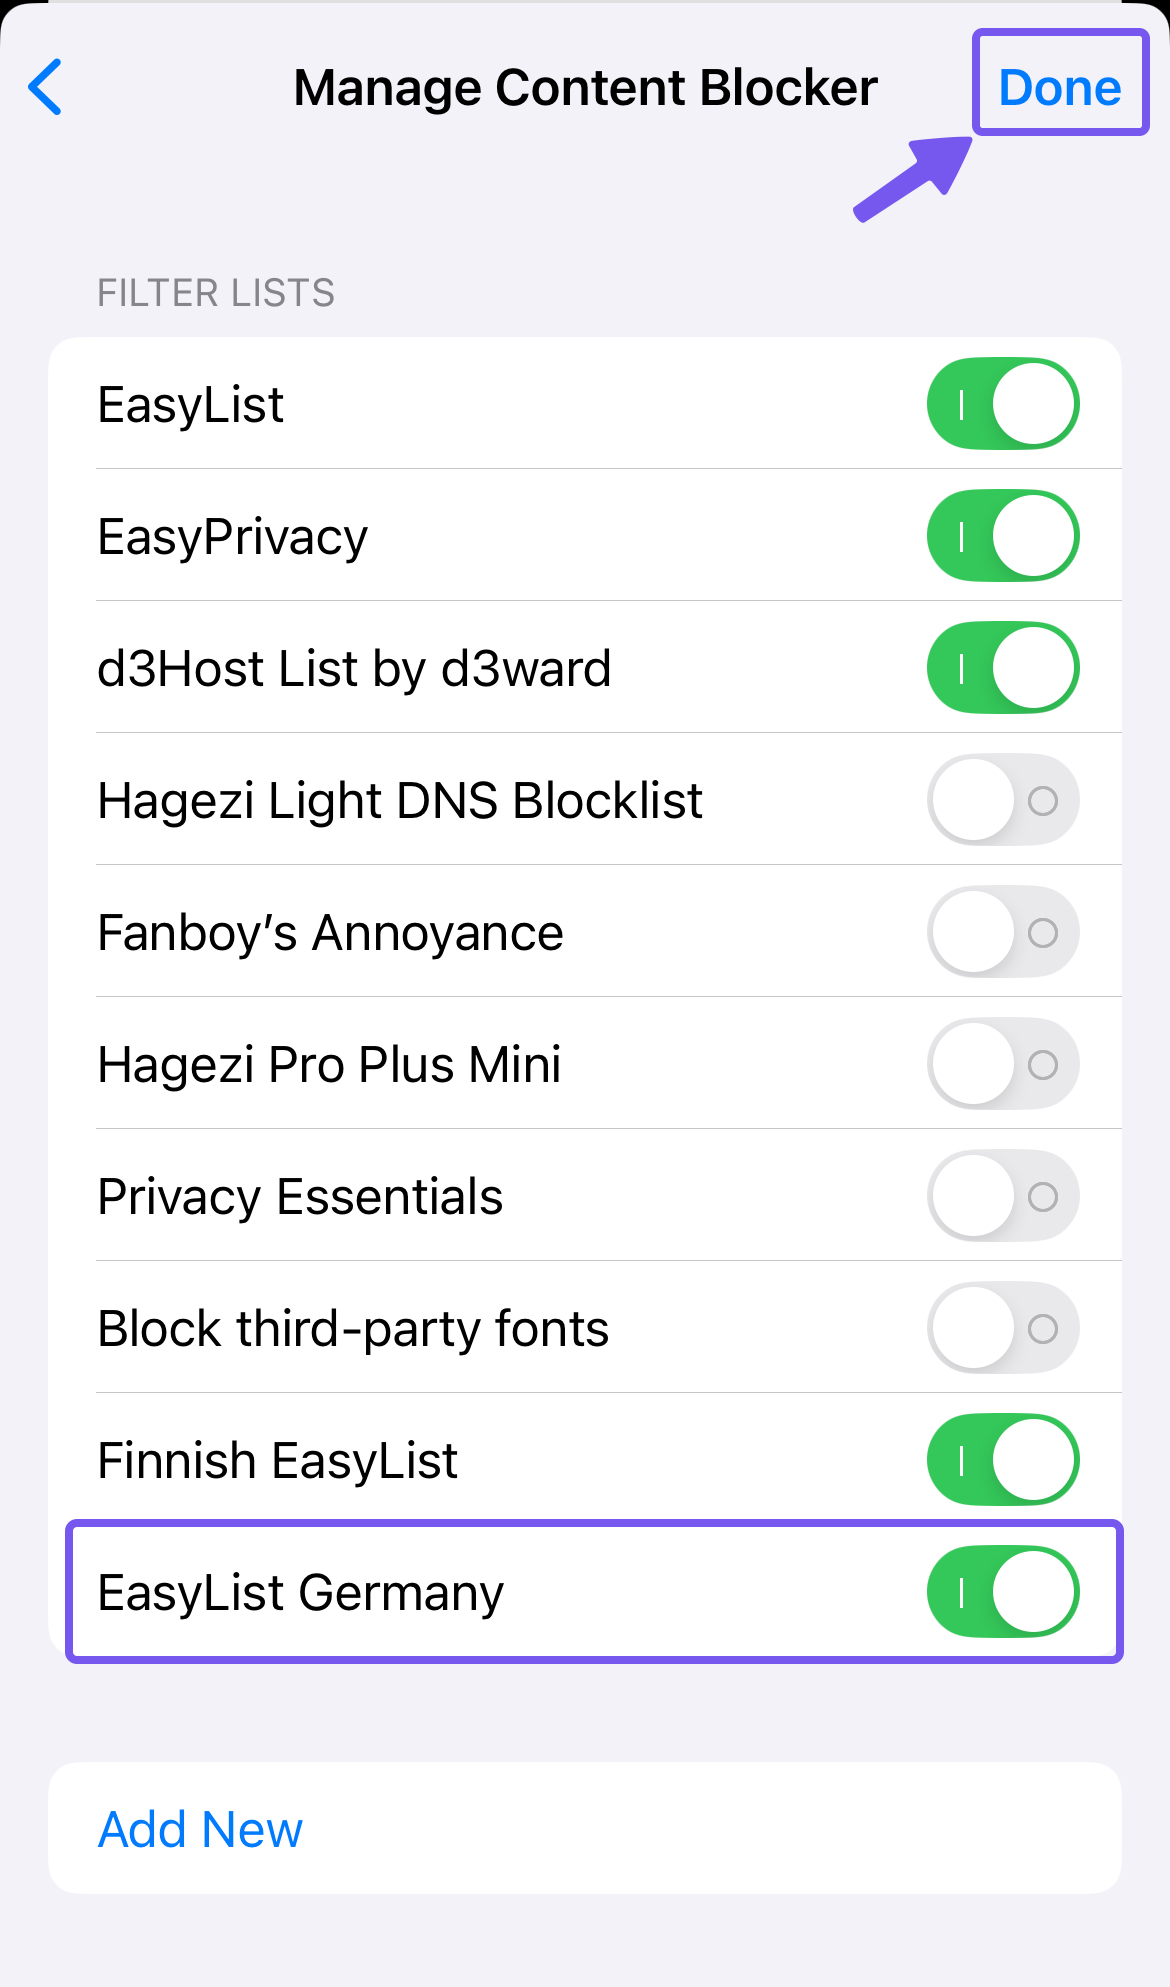 Manage Content Blocker
Done
FILTER LISTS
EasyList
EasyPrivacy
d3Host List by d3ward
Hagezi Light DNS Blocklist
Fanboy’s Annoyance
Hagezi Pro Plus Mini
Privacy Essentials
Block third-party fonts
Finnish EasyList
EasyList Germany
Add New